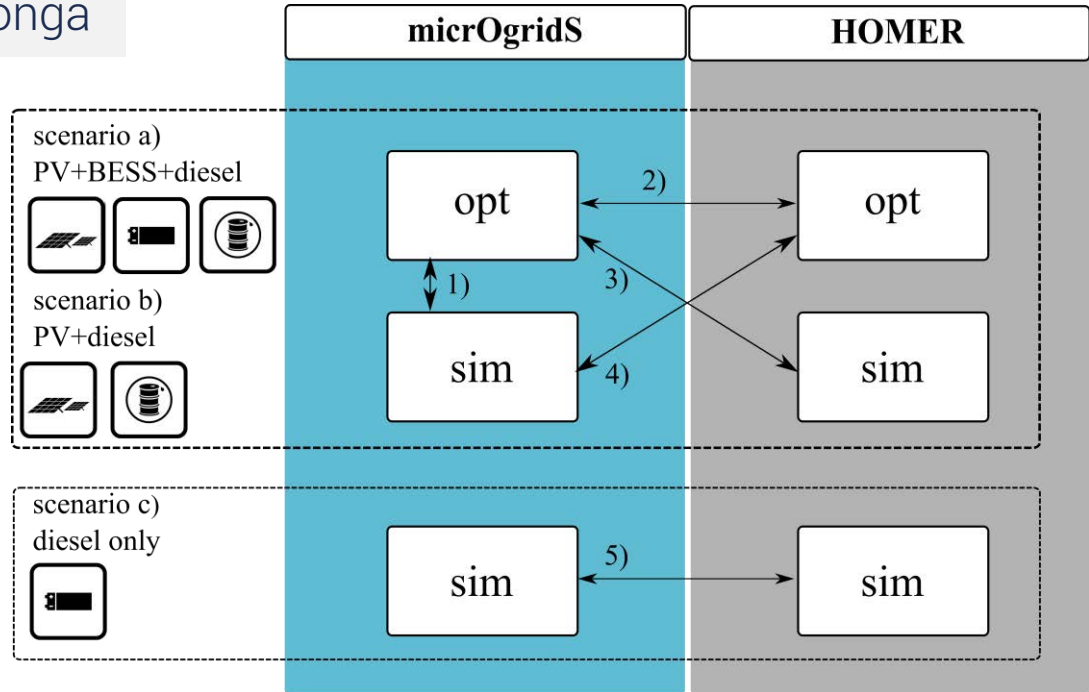 onga
micrOgridS
HOMER
scenario a)
PV+BESS+diesel
opt
2)
opt
1)
3)
scenario b)
PV+diesel
sim
4)
sim
scenario c)
diesel only
sim
5)
sim